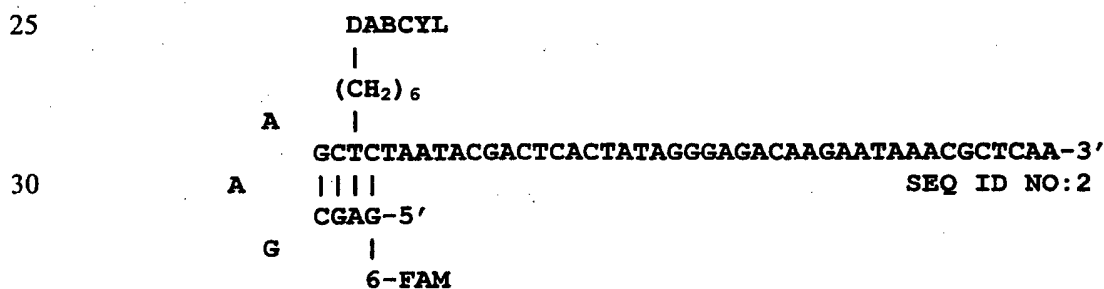 25 DABCYL
|
(CH₂)₆
A |
GCTCTAATACGACTCACTATAGGGAGACAAGAATAAACGCTCAA-3′
30 A |||| SEQ ID NO:2
CGAG-5′
G |
6-FAM